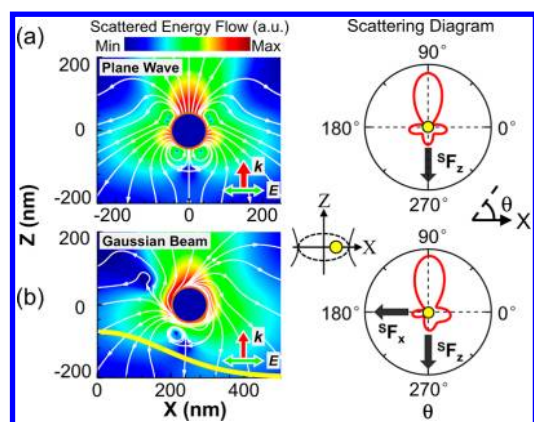 Scattered Energy Flow (a.u.)
Scattering Diagram
(a)
Min
Max
Plane Wave
200
0
-200
-200
0
200
k
E
90°
180°
0°
270°
ˢFz
θ
X
Z (nm)
Z
X
(b)
Gaussian Beam
200
0
-200
0
200
400
k
E
X (nm)
90°
180°
0°
270°
ˢFx
ˢFz
θ